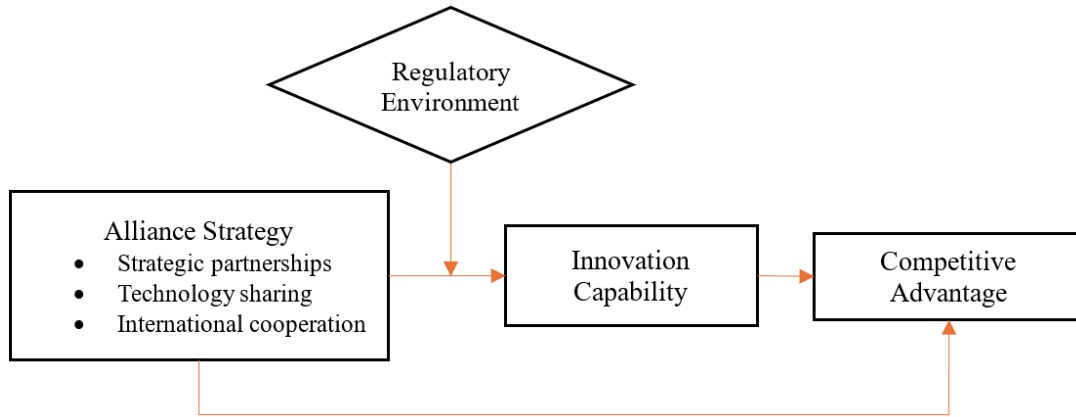 Regulatory
Environment
Alliance Strategy
• Strategic partnerships
• Technology sharing
• International cooperation
Innovation
Capability
Competitive
Advantage